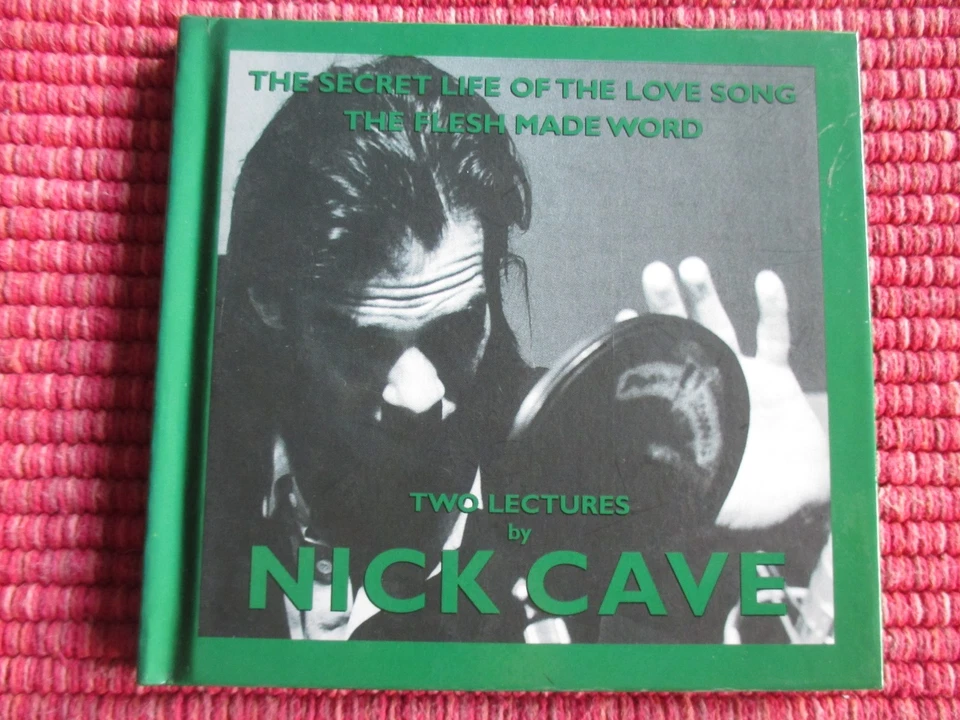 THE SECRET LIFE OF THE LOVE SONG
THE FLESH MADE WORD
TWO LECTURES
by
NICK CAVE